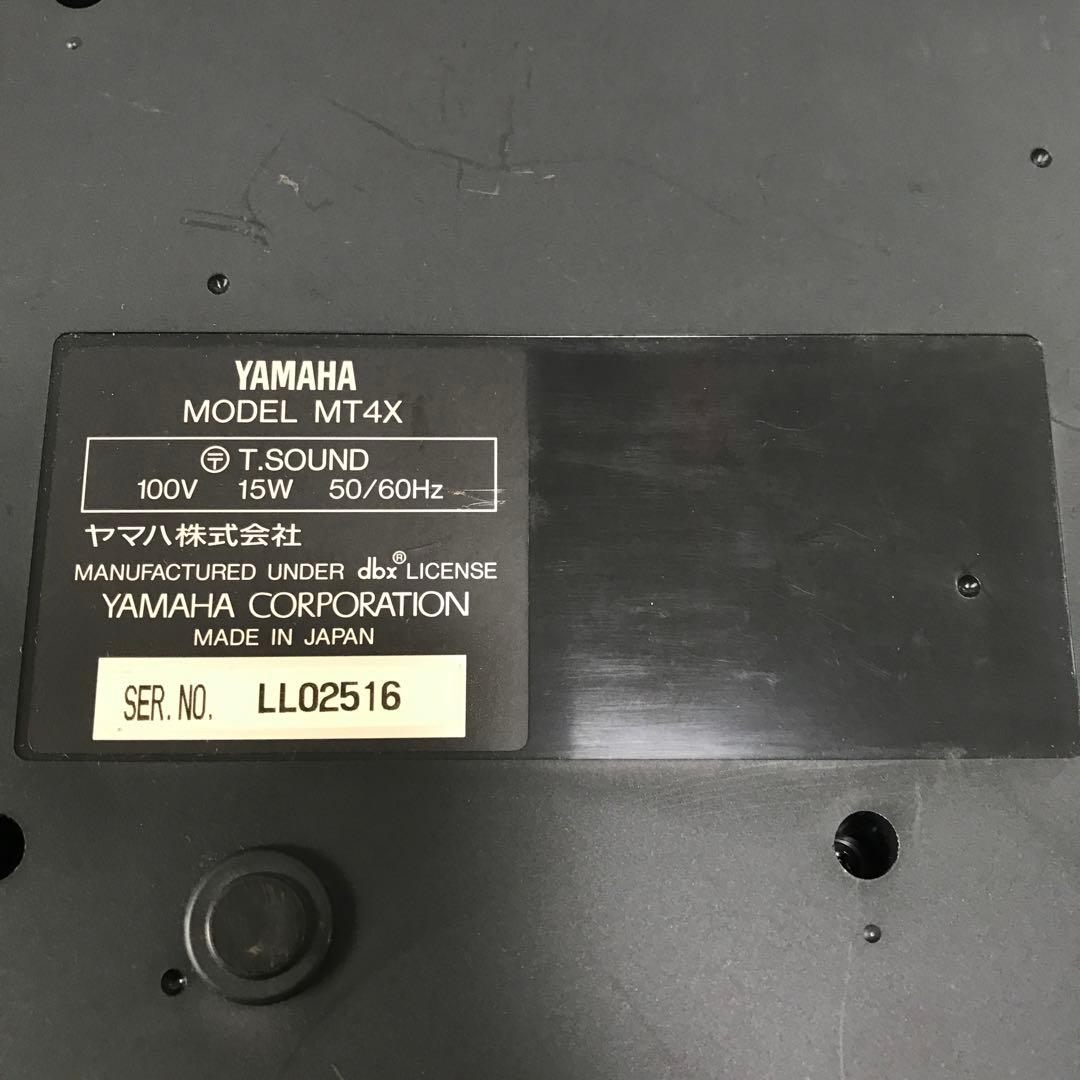 YAMAHA
MODEL MT4X
〶 T.SOUND
100V 15W 50/60Hz
ヤマハ株式会社
MANUFACTURED UNDER dbx® LICENSE
YAMAHA CORPORATION
MADE IN JAPAN
SER. NO. LL02516